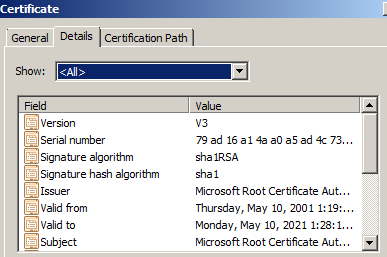 Certificate
General Details Certification Path
Show: <All>
Field Value
Version V3
Serial number 79 ad 16 a1 4a a0 a5 ad 4c 73...
Signature algorithm sha1RSA
Signature hash algorithm sha1
Issuer Microsoft Root Certificate Aut...
Valid from Thursday, May 10, 2001 1:19:...
Valid to Monday, May 10, 2021 1:28:1...
Subject Microsoft Root Certificate Aut...